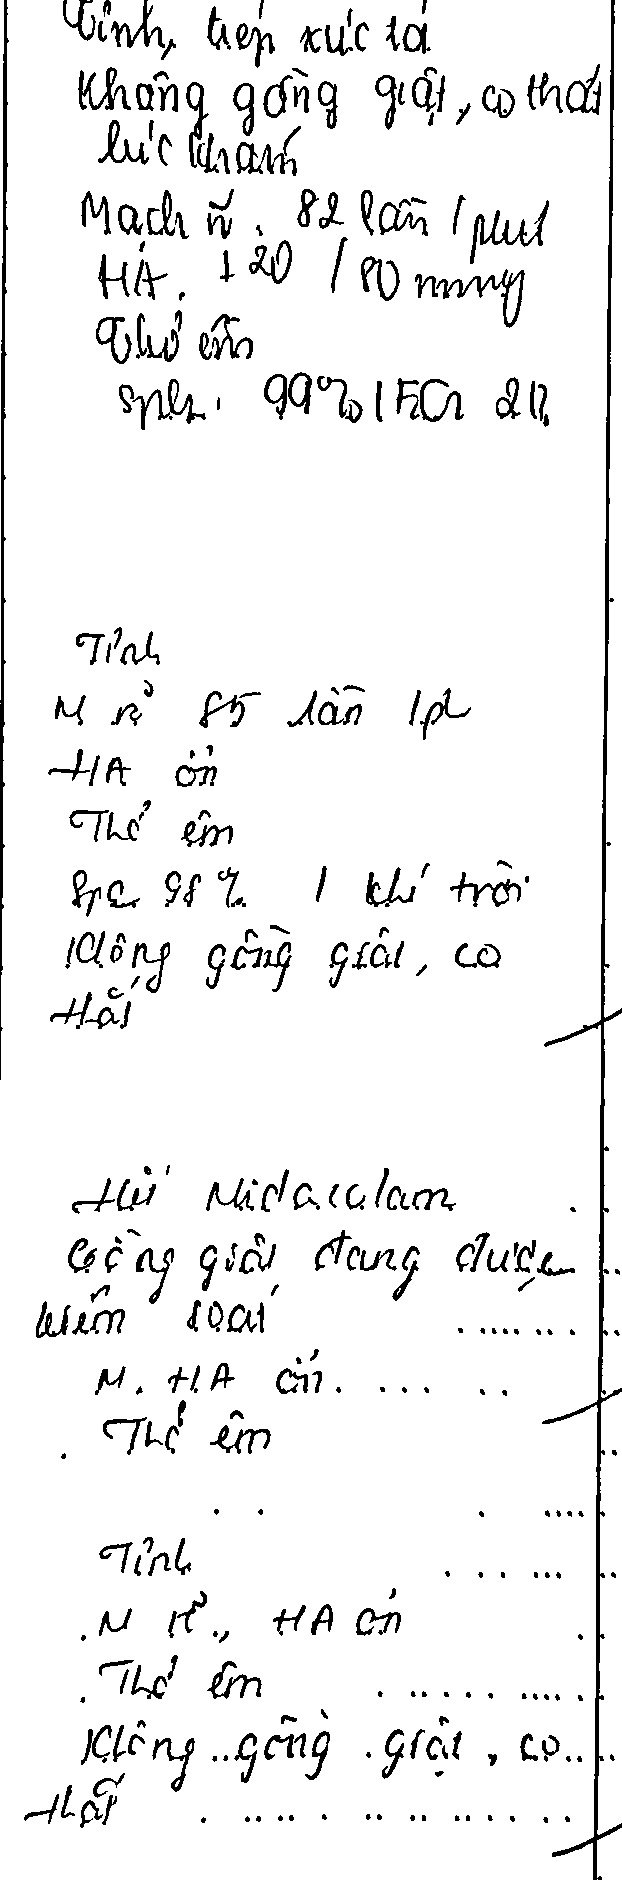 Tỉnh, tiếp xúc tả
Không gồng giật, co thắt
lúc khám
Mạch rõ. 82 lần / phút
HA. 120 / 80 mmHg
Thở êm
SpO2. 99% / FiO2 21%
Tỉnh
M rõ 85 lần /ph
HA ổn
Thở êm
SpO2 98% / khí trời
Không gồng giật, co
thắt
Hết Midazolam
Gồng giật đang được
kiểm soát
M. HA ổn. ... ..
. Thở êm
Tỉnh
.M rõ., HA ổn
. Thở êm
Không ..gồng .giật , co....
thắt